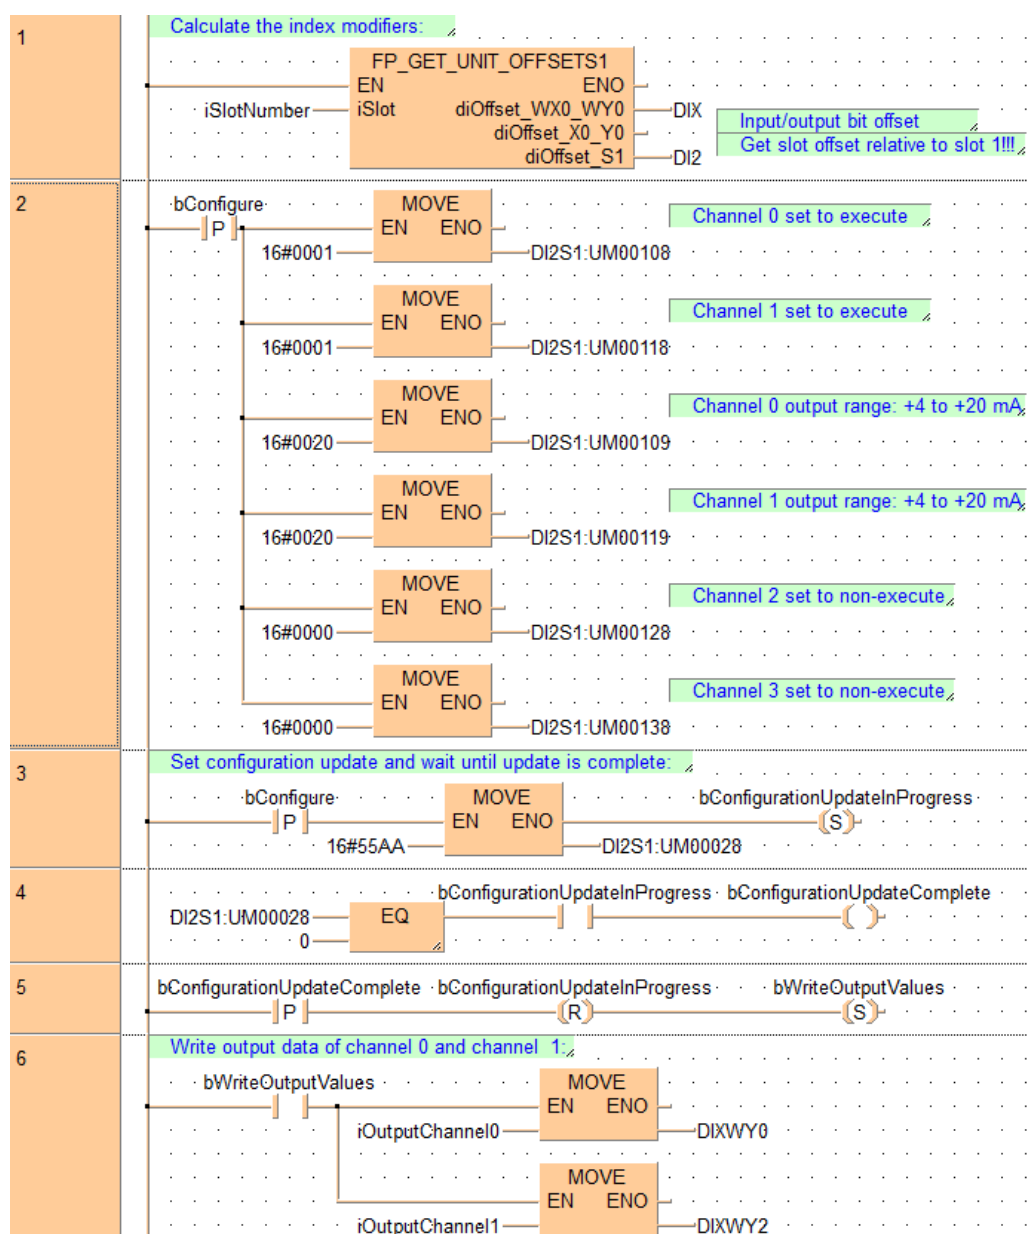 1
Calculate the index modifiers:
FP_GET_UNIT_OFFSETS1
EN ENO
iSlotNumber iSlot diOffset_WX0_WY0 DIX
diOffset_X0_Y0
diOffset_S1 DI2
Input/output bit offset
Get slot offset relative to slot 1!!!
2
bConfigure MOVE
P EN ENO
Channel 0 set to execute
16#0001 DI2S1:UM00108
MOVE
EN ENO
Channel 1 set to execute
16#0001 DI2S1:UM00118
MOVE
EN ENO
Channel 0 output range: +4 to +20 mA
16#0020 DI2S1:UM00109
MOVE
EN ENO
Channel 1 output range: +4 to +20 mA
16#0020 DI2S1:UM00119
MOVE
EN ENO
Channel 2 set to non-execute
16#0000 DI2S1:UM00128
MOVE
EN ENO
Channel 3 set to non-execute
16#0000 DI2S1:UM00138
3
Set configuration update and wait until update is complete:
bConfigure MOVE bConfigurationUpdateInProgress
P EN ENO S
16#55AA DI2S1:UM00028
4
bConfigurationUpdateInProgress bConfigurationUpdateComplete
DI2S1:UM00028 EQ
0
5
bConfigurationUpdateComplete bConfigurationUpdateInProgress bWriteOutputValues
P R S
6
Write output data of channel 0 and channel 1:
bWriteOutputValues MOVE
EN ENO
iOutputChannel0 DIXWY0
MOVE
EN ENO
iOutputChannel1 DIXWY2